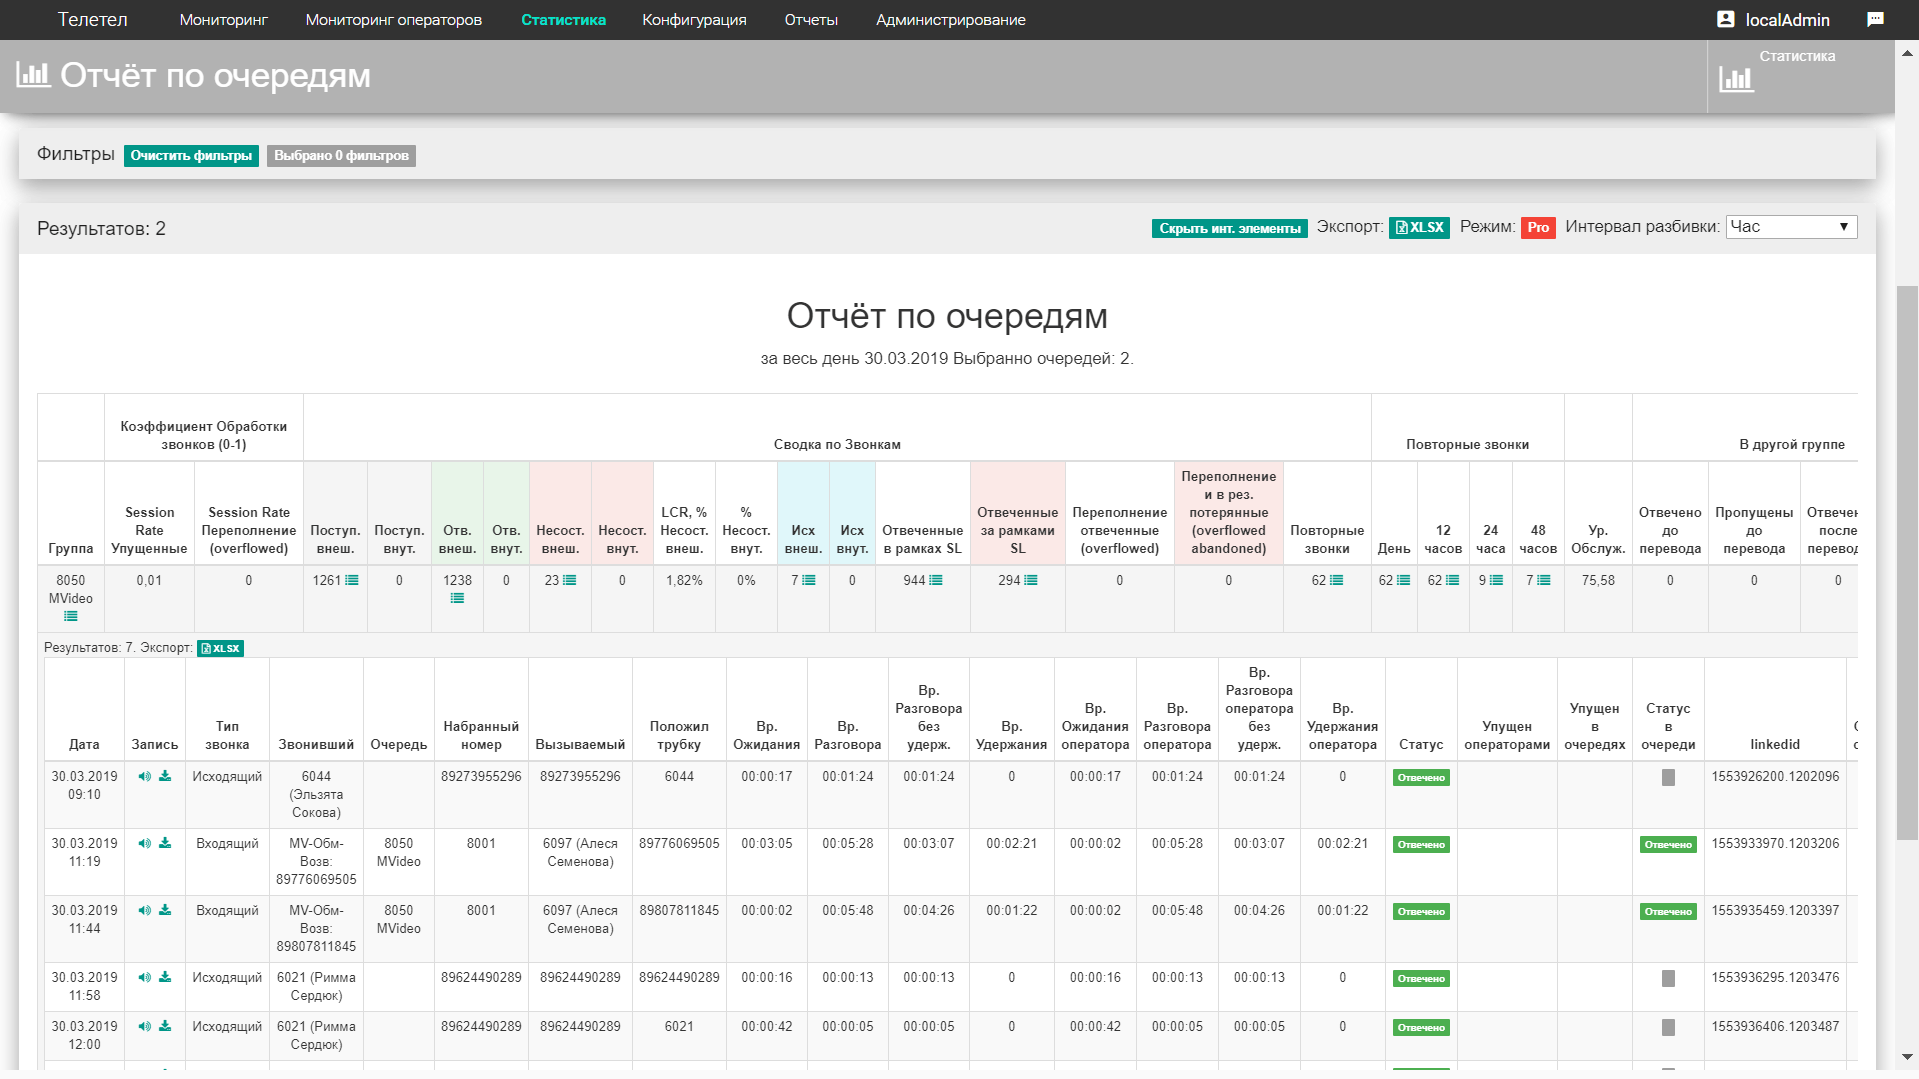 Телетел Мониторинг Мониторинг операторов Статистика Конфигурация Отчеты Администрирование localAdmin
Отчёт по очередям
Статистика
Фильтры Очистить фильтры Выбрано 0 фильтров
Результатов: 2
Скрыть инт. элементы Экспорт: XLSX Режим: Pro Интервал разбивки: Час
Отчёт по очередям
за весь день 30.03.2019 Выбранно очередей: 2.
Коэффициент Обработки звонков (0-1) Сводка по Звонкам Повторные звонки В другой группе
Группа Session Rate Упущенные Session Rate Переполнение (overflowed) Поступ. внеш. Поступ. внут. Отв. внеш. Отв. внут. Несост. внеш. Несост. внут. LCR, % Несост. внеш. % Несост. внут. Исх внеш. Исх внут. Отвеченные в рамках SL Отвеченные за рамками SL Переполнение отвеченные (overflowed) Переполнение и в рез. потерянные (overflowed abandoned) Повторные звонки День 12 часов 24 часа 48 часов Ур. Обслуж. Отвечено до перевода Пропущены до перевода Отвечен после перевод
8050 MVideo 0,01 0 1261 0 1238 0 23 0 1,82% 0% 7 0 944 294 0 0 62 62 62 9 7 75,58 0 0 0
Результатов: 7. Экспорт: XLSX
Дата Запись Тип звонка Звонивший Очередь Набранный номер Вызываемый Положил трубку Вр. Ожидания Вр. Разговора Вр. Разговора без удерж. Вр. Удержания Вр. Ожидания оператора Вр. Разговора оператора Вр. Разговора оператора без удерж. Вр. Удержания оператора Статус Упущен операторами Упущен в очередях Статус в очереди linkedid
30.03.2019 09:10 Исходящий 6044 (Эльзята Сокова) 89273955296 89273955296 6044 00:00:17 00:01:24 00:01:24 0 00:00:17 00:01:24 00:01:24 0 Отвечено 1553926200.1202096
30.03.2019 11:19 Входящий MV-Обм-Возв: 89776069505 8050 MVideo 8001 6097 (Алеся Семенова) 89776069505 00:03:05 00:05:28 00:03:07 00:02:21 00:00:02 00:05:28 00:03:07 00:02:21 Отвечено Отвечено 1553933970.1203206
30.03.2019 11:44 Входящий MV-Обм-Возв: 89807811845 8050 MVideo 8001 6097 (Алеся Семенова) 89807811845 00:00:02 00:05:48 00:04:26 00:01:22 00:00:02 00:05:48 00:04:26 00:01:22 Отвечено Отвечено 1553935459.1203397
30.03.2019 11:58 Исходящий 6021 (Римма Сердюк) 89624490289 89624490289 89624490289 00:00:16 00:00:13 00:00:13 0 00:00:16 00:00:13 00:00:13 0 Отвечено 1553936295.1203476
30.03.2019 12:00 Исходящий 6021 (Римма Сердюк) 89624490289 89624490289 6021 00:00:42 00:00:05 00:00:05 0 00:00:42 00:00:05 00:00:05 0 Отвечено 1553936406.1203487